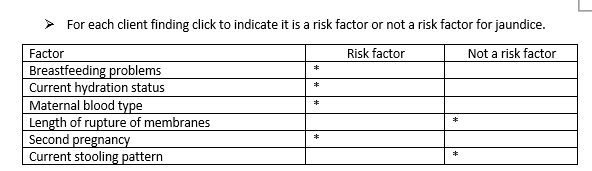 ➢ For each client finding click to indicate it is a risk factor or not a risk factor for jaundice.
Factor Risk factor Not a risk factor
Breastfeeding problems *
Current hydration status *
Maternal blood type *
Length of rupture of membranes *
Second pregnancy *
Current stooling pattern *